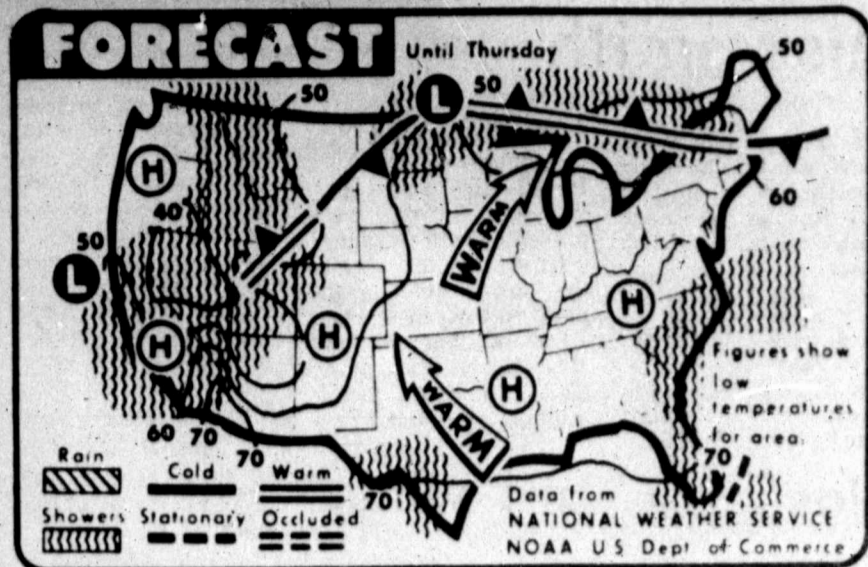 FORECAST
Until Thursday
50
50
50
L
H
WARM
40
60
50
L
H
H
H
H
WARM
Figures show
low
temperatures
for area.
60
70
70
70
70
Rain
Cold
Warm
Showers
Stationary
Occluded
Data from
NATIONAL WEATHER SERVICE
NOAA U S Dept of Commerce